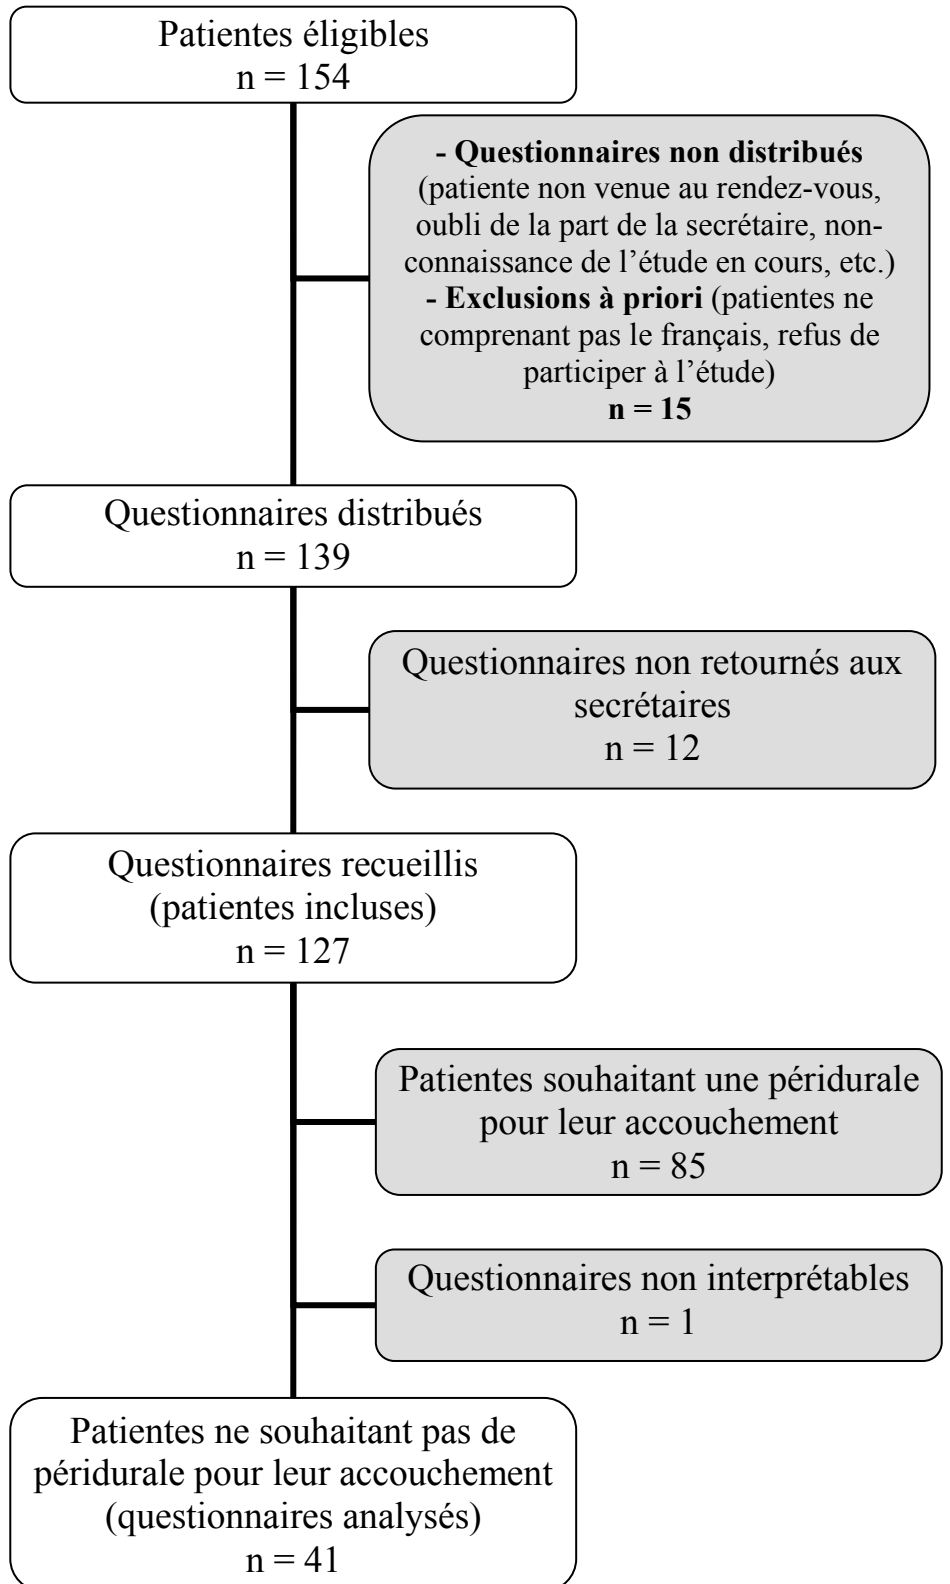 Patientes éligibles
n = 154
- Questionnaires non distribués
(patiente non venue au rendez-vous,
oubli de la part de la secrétaire, non-
connaissance de l’étude en cours, etc.)
- Exclusions à priori (patientes ne
comprenant pas le français, refus de
participer à l’étude)
n = 15
Questionnaires distribués
n = 139
Questionnaires non retournés aux
secrétaires
n = 12
Questionnaires recueillis
(patientes incluses)
n = 127
Patientes souhaitant une péridurale
pour leur accouchement
n = 85
Questionnaires non interprétables
n = 1
Patientes ne souhaitant pas de
péridurale pour leur accouchement
(questionnaires analysés)
n = 41